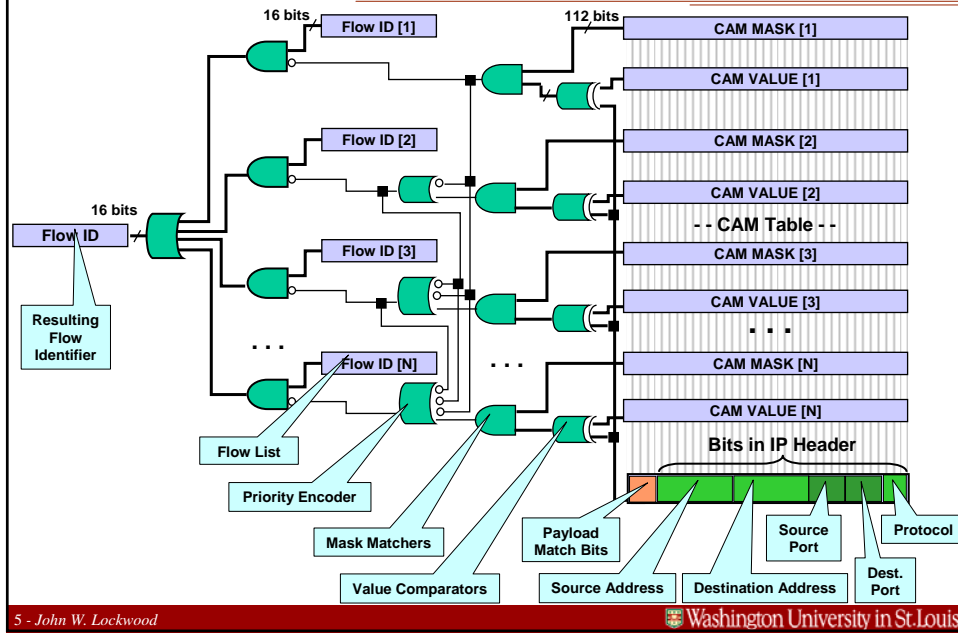 16 bits
Flow ID [1]
112 bits
CAM MASK [1]
CAM VALUE [1]
Flow ID [2]
CAM MASK [2]
CAM VALUE [2]
16 bits
Flow ID
- - CAM Table - -
Flow ID [3]
CAM MASK [3]
CAM VALUE [3]
Resulting
Flow
Identifier
. . .
. . .
. . .
Flow ID [N]
CAM MASK [N]
CAM VALUE [N]
Flow List
Bits in IP Header
Priority Encoder
Mask Matchers
Value Comparators
Payload
Match Bits
Source Address
Destination Address
Source
Port
Dest.
Port
Protocol
5 - John W. Lockwood
Washington University in St.Louis